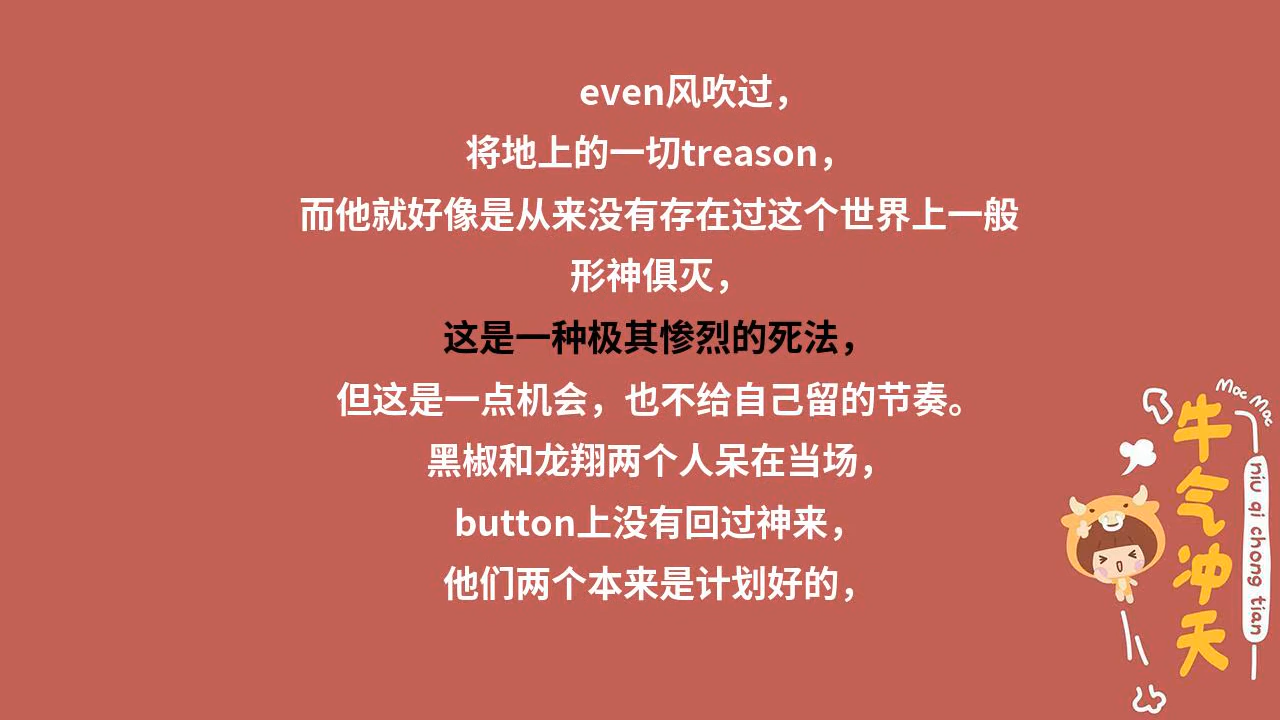 even风吹过，
将地上的一切treason，
而他就好像是从来没有存在过这个世界上一般
形神俱灭，
这是一种极其惨烈的死法，
但这是一点机会，也不给自己留的节奏。
黑椒和龙翔两个人呆在当场，
button上没有回过神来，
他们两个本来是计划好的，
Moc Moc
牛气冲天
niu qi chong tian